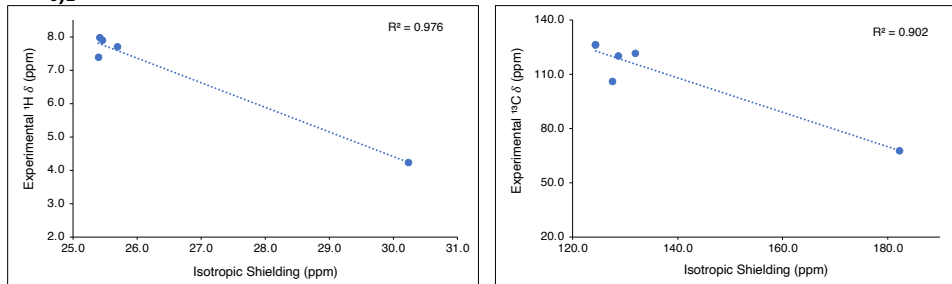 R² = 0.976
Experimental ¹H δ (ppm)
8.0
7.0
6.0
5.0
4.0
3.0
2.0
25.0 26.0 27.0 28.0 29.0 30.0 31.0
Isotropic Shielding (ppm)
R² = 0.902
Experimental ¹³C δ (ppm)
140.0
110.0
80.0
50.0
20.0
120.0 140.0 160.0 180.0
Isotropic Shielding (ppm)